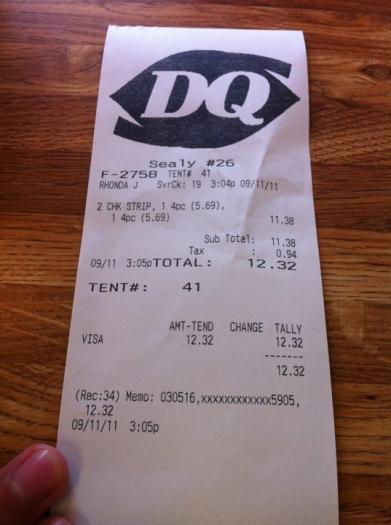 DQ
Sealy #26
F-2758 TENT# 41
RHONDA J SvrCk: 19 3:04p 09/11/11
2 CHK STRIP, 1 4pc (5.69),
1 4pc (5.69) 11.38
Sub Total: 11.38
Tax : 0.94
09/11 3:05pTOTAL: 12.32
TENT#: 41
AMT-TEND CHANGE TALLY
VISA 12.32 12.32
-------
12.32
(Rec:34) Memo: 030516,xxxxxxxxxxxx5905,
12.32
09/11/11 3:05p